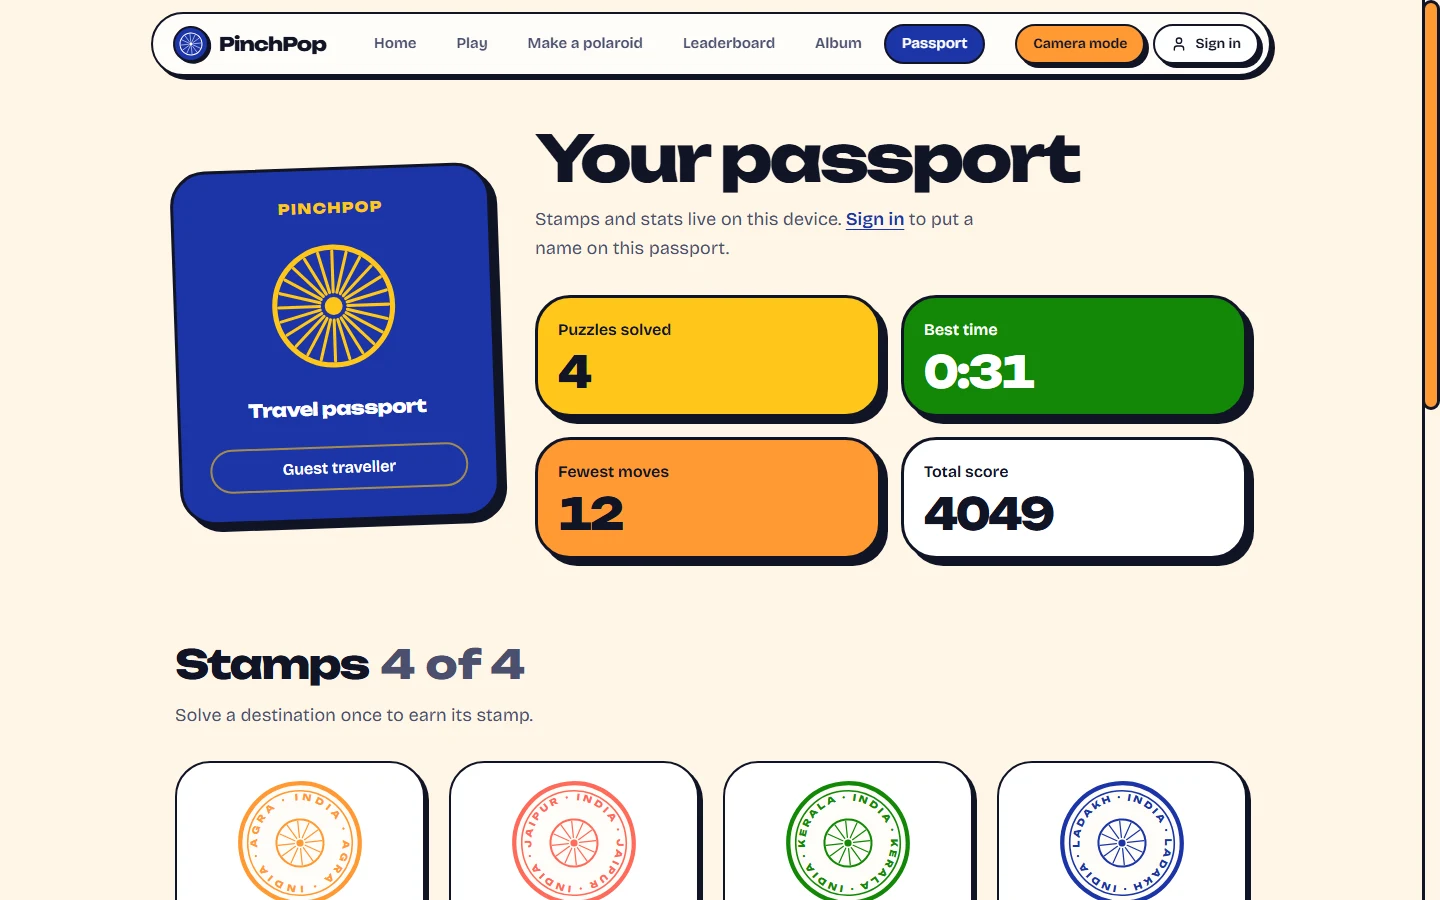 PinchPop
Home
Play
Make a polaroid
Leaderboard
Album
Passport
Camera mode
Sign in
PINCHPOP
Travel passport
Guest traveller
Your passport
Stamps and stats live on this device. Sign in to put a
name on this passport.
Puzzles solved
4
Best time
0:31
Fewest moves
12
Total score
4049
Stamps 4 of 4
Solve a destination once to earn its stamp.
AGRA · INDIA · AGRA · INDIA ·
JAIPUR · INDIA · JAIPUR · INDIA ·
KERALA · INDIA · KERALA · INDIA ·
LADAKH · INDIA · LADAKH · INDIA ·